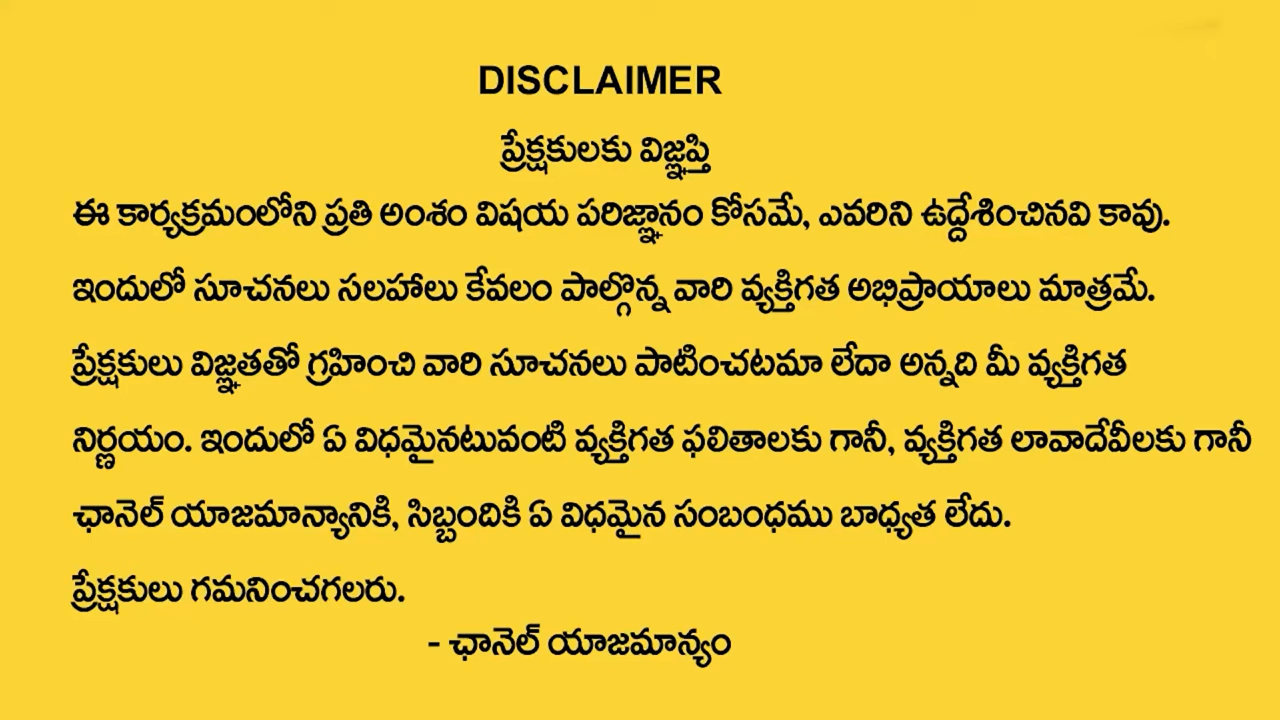 DISCLAIMER
ప్రేక్షకులకు విజ్ఞప్తి
ఈ కార్యక్రమంలోని ప్రతి అంశం విషయ పరిజ్ఞానం కోసమే, ఎవరిని ఉద్దేశించినవి కావు.
ఇందులో సూచనలు సలహాలు కేవలం పాల్గొన్న వారి వ్యక్తిగత అభిప్రాయాలు మాత్రమే.
ప్రేక్షకులు విజ్ఞతతో గ్రహించి వారి సూచనలు పాటించటమా లేదా అన్నది మీ వ్యక్తిగత
నిర్ణయం. ఇందులో ఏ విధమైనటువంటి వ్యక్తిగత ఫలితాలకు గానీ, వ్యక్తిగత లావాదేవీలకు గానీ
ఛానెల్ యాజమాన్యానికి, సిబ్బందికి ఏ విధమైన సంబంధము బాధ్యత లేదు.
ప్రేక్షకులు గమనించగలరు.
- ఛానెల్ యాజమాన్యం